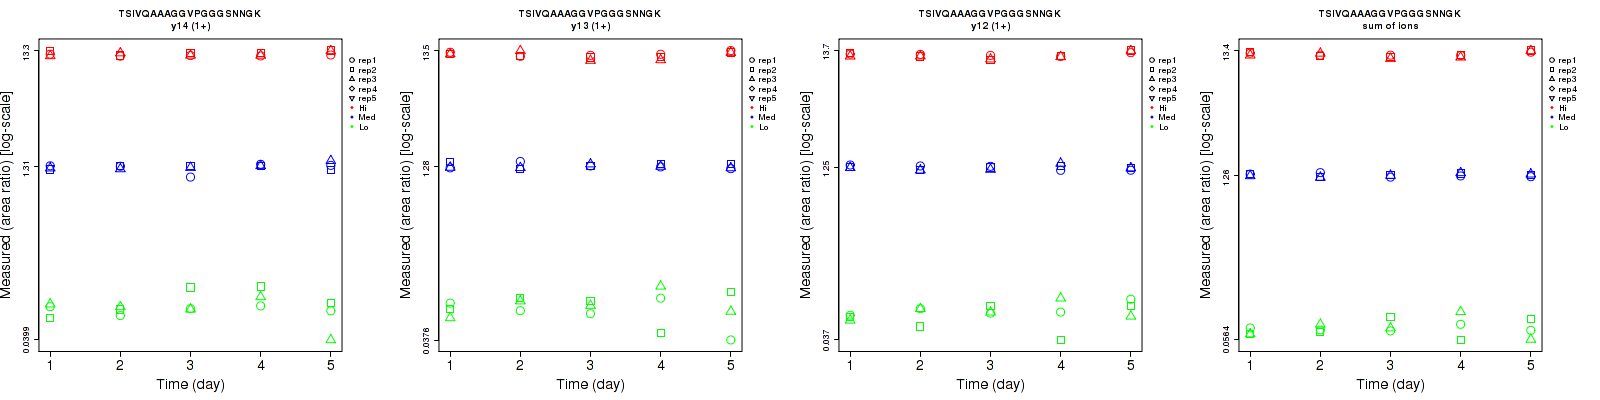 TSIVQAAAGGVPGGGSNNGK
y14 (1+)
13.3
1.31
0.0399
Measured (area ratio) [log-scale]
1 2 3 4 5
Time (day)
rep1
rep2
rep3
rep4
rep5
Hi
Med
Lo
TSIVQAAAGGVPGGGSNNGK
y13 (1+)
13.5
1.28
0.0376
Measured (area ratio) [log-scale]
1 2 3 4 5
Time (day)
rep1
rep2
rep3
rep4
rep5
Hi
Med
Lo
TSIVQAAAGGVPGGGSNNGK
y12 (1+)
13.7
1.25
0.037
Measured (area ratio) [log-scale]
1 2 3 4 5
Time (day)
rep1
rep2
rep3
rep4
rep5
Hi
Med
Lo
TSIVQAAAGGVPGGGSNNGK
sum of ions
13.4
1.26
0.0564
Measured (area ratio) [log-scale]
1 2 3 4 5
Time (day)
rep1
rep2
rep3
rep4
rep5
Hi
Med
Lo